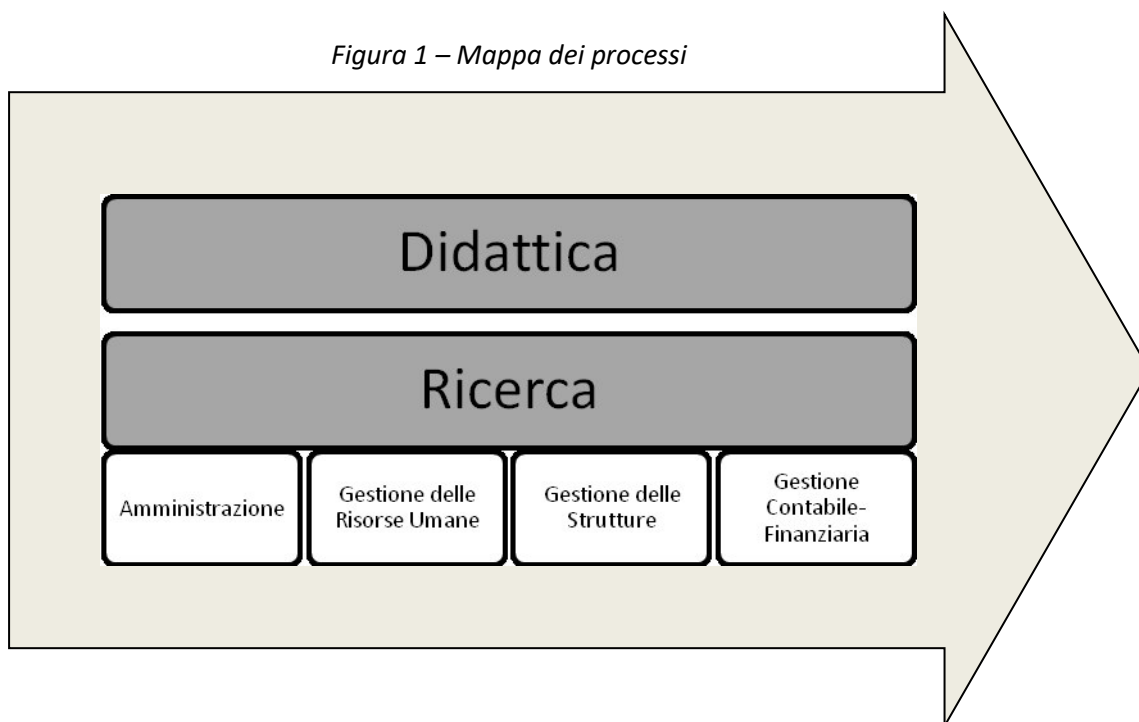 Figura 1 – Mappa dei processi
Didattica
Ricerca
Amministrazione
Gestione delle
Risorse Umane
Gestione delle
Strutture
Gestione
Contabile-
Finanziaria